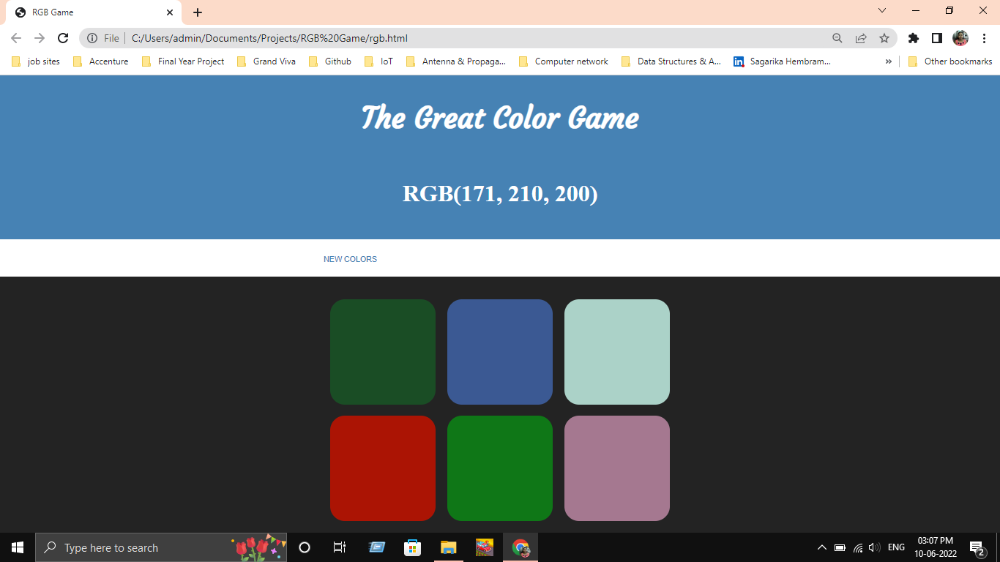 RGB Game
File
C:/Users/admin/Documents/Projects/RGB%20Game/rgb.html
job sites
Accenture
Final Year Project
Grand Viva
Github
IoT
Antenna & Propaga...
Computer network
Data Structures & A...
in
Sagarika Hembram...
»
Other bookmarks
The Great Color Game
RGB(171, 210, 200)
NEW COLORS
Type here to search
ENG
03:07 PM
10-06-2022
2